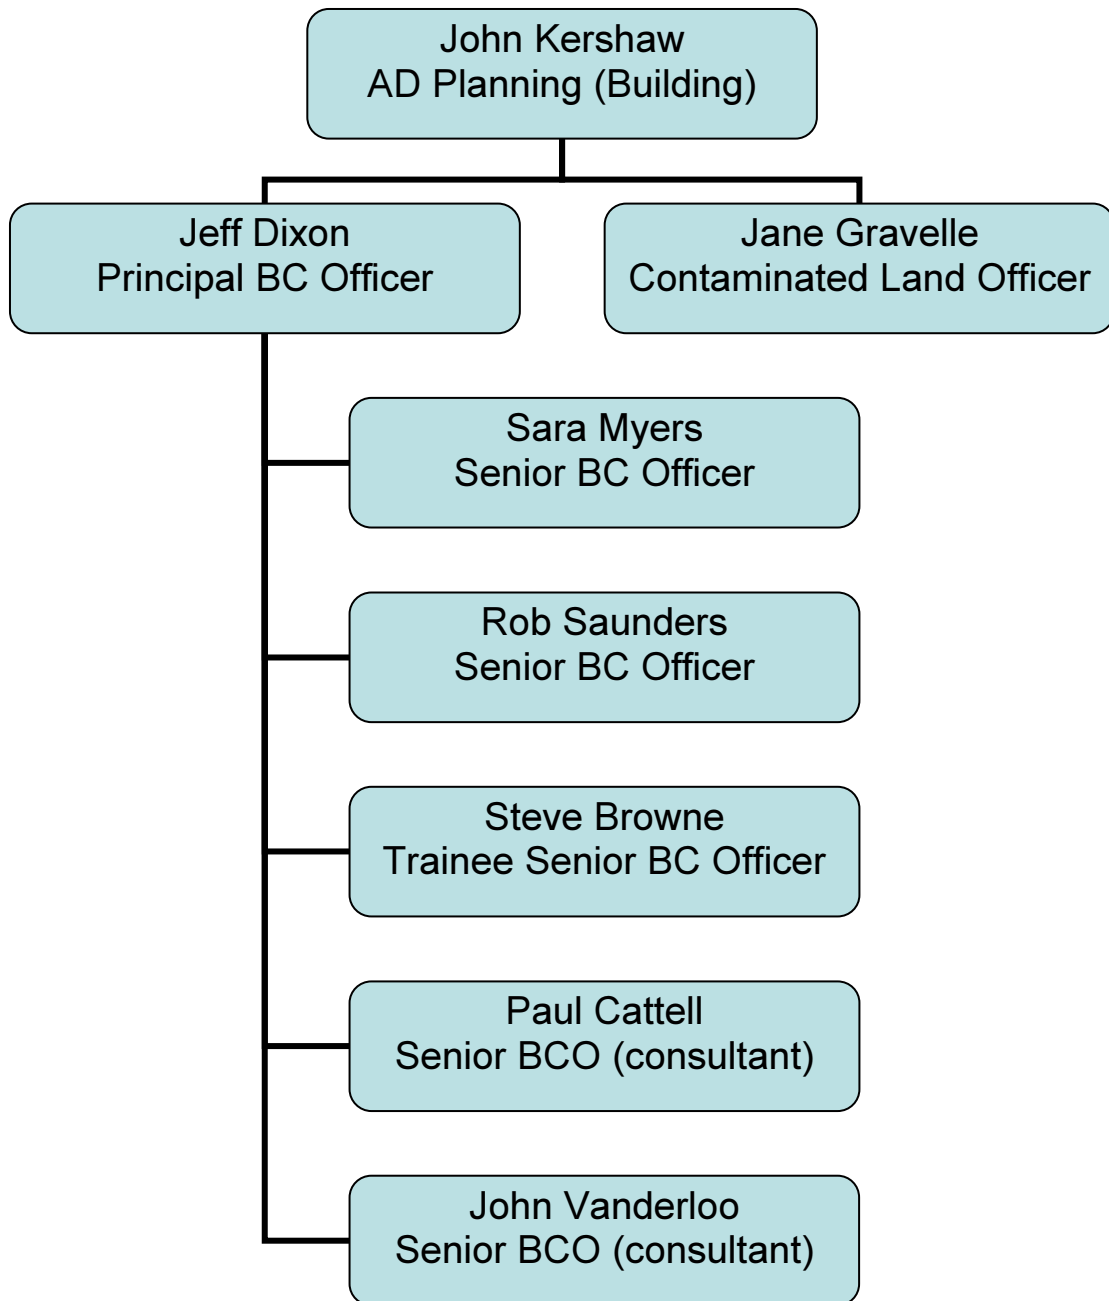 John Kershaw
AD Planning (Building)
Jeff Dixon
Principal BC Officer
Jane Gravelle
Contaminated Land Officer
Sara Myers
Senior BC Officer
Rob Saunders
Senior BC Officer
Steve Browne
Trainee Senior BC Officer
Paul Cattell
Senior BCO (consultant)
John Vanderloo
Senior BCO (consultant)